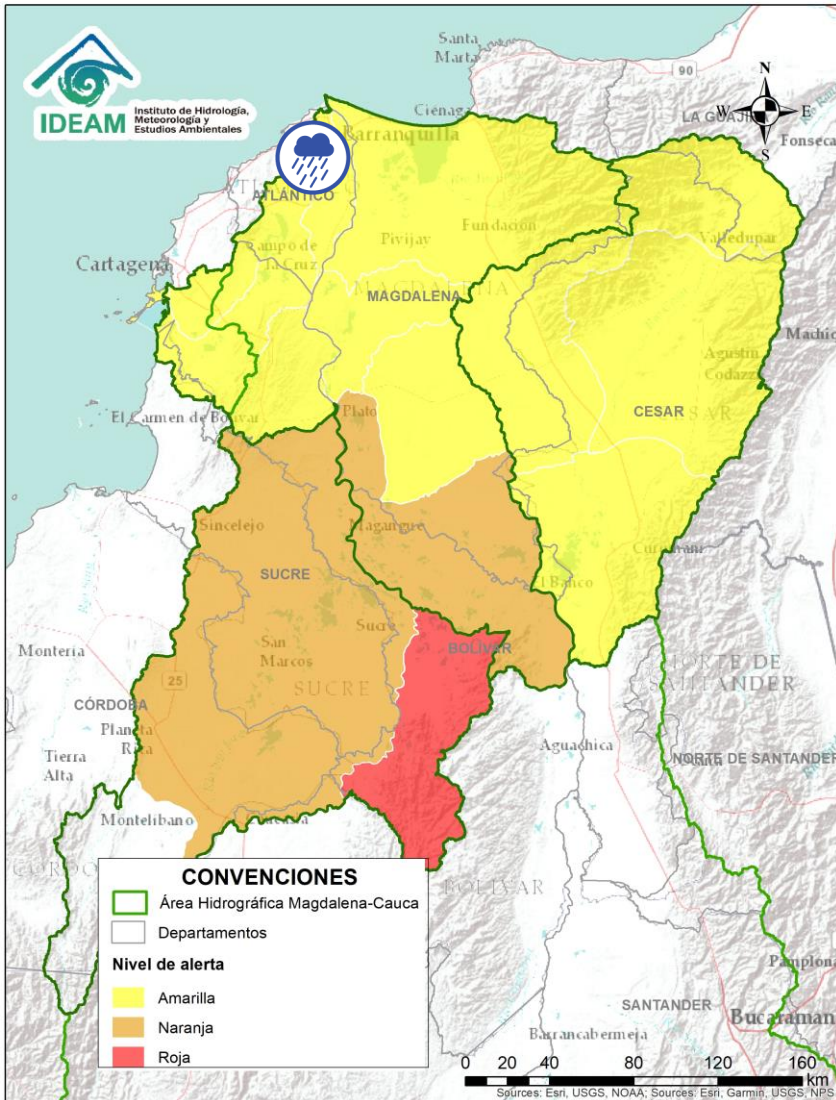 IDEAM
Instituto de Hidrología,
Meteorología y
Estudios Ambientales
Santa
Marta
90
N
W
E
S
LA GUAJIRA
Ciénaga
Barranquilla
Fonseca
ATLÁNTICO
Fundación
Pivijay
Valledupar
Campo de
la Cruz
Cartagena
MAGDALENA
Agustín
Codazzi
CESAR
El Carmen de Bolívar
Plato
Sincelejo
Magangué
SUCRE
El Banco
Sucre
San
Marcos
SUCRE
BOLÍVAR
Montería
25
NORTE DE
SANTANDER
CÓRDOBA
Planeta
Rica
Tierra
Alta
Aguachica
NORTE DE SANTANDER
Montelibano
BOLÍVAR
Pamplona
SANTANDER
Bucaraman
Barrancabermeja
CONVENCIONES
Área Hidrográfica Magdalena-Cauca
Departamentos
Nivel de alerta
Amarilla
Naranja
Roja
0 20 40 80 120 160
km
Sources: Esri, USGS, NOAA; Sources: Esri, Garmin, USGS, NPS